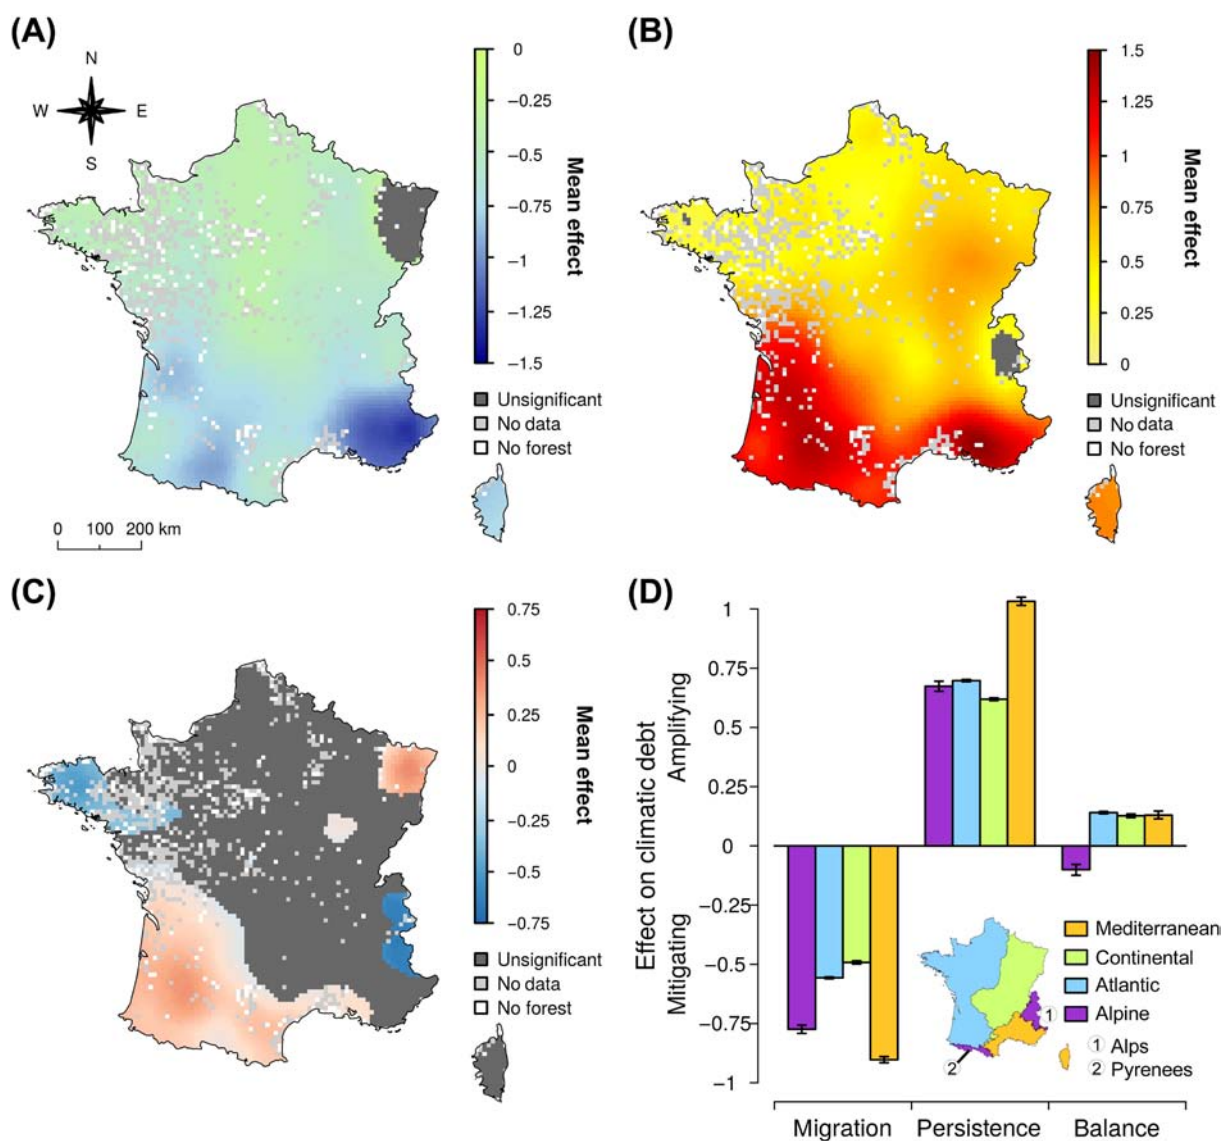 (A)
N
W E
S
0
−0.25
−0.5
−0.75
−1
−1.25
−1.5
Mean effect
Unsignificant
No data
No forest
0 100 200 km
(B)
1.5
1.25
1
0.75
0.5
0.25
0
Mean effect
Unsignificant
No data
No forest
(C)
0.75
0.5
0.25
0
−0.25
−0.5
−0.75
Mean effect
Unsignificant
No data
No forest
(D)
Effect on climatic debt
Amplifying
Mitigating
1
0.75
0.5
0.25
0
−0.25
−0.5
−0.75
−1
Mediterranean
Continental
Atlantic
Alpine
1 Alps
2 Pyrenees
1
2
Migration Persistence Balance